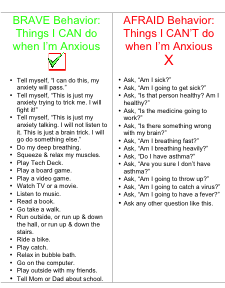 BRAVE Behavior:
Things I CAN do
when I'm Anxious
• Tell myself, "I can do this, my
anxiety will pass."
• Tell myself, "This is just my
anxiety trying to trick me. I will
fight it!"
• Tell myself, "This is just my
anxiety talking. I will not listen to
it. This is just a brain trick. I will
go do something else."
• Do my deep breathing.
• Squeeze & relax my muscles.
• Play Tech Deck.
• Play a board game.
• Play a video game.
• Watch TV or a movie.
• Listen to music.
• Read a book.
• Go take a walk.
• Run outside, or run up & down
the hall, or run up & down the
stairs.
• Ride a bike.
• Play catch.
• Relax in bubble bath.
• Go on the computer.
• Play outside with my friends.
• Tell Mom or Dad about school.
AFRAID Behavior:
Things I CAN'T do
when I'm Anxious
X
• Ask, "Am I sick?"
• Ask, "Am I going to get sick?"
• Ask, "Is that person healthy? Am I
healthy?"
• Ask, "Is the medicine going to
work?"
• Ask, "Is there something wrong
with my brain?"
• Ask, "Am I breathing fast?"
• Ask, "Am I breathing heavily?"
• Ask, "Do I have asthma?"
• Ask, "Are you sure I don't have
asthma?"
• Ask, "Am I going to throw up?"
• Ask, "Am I going to catch a virus?"
• Ask, "Am I going to have a fever?"
• Ask any other question like this.